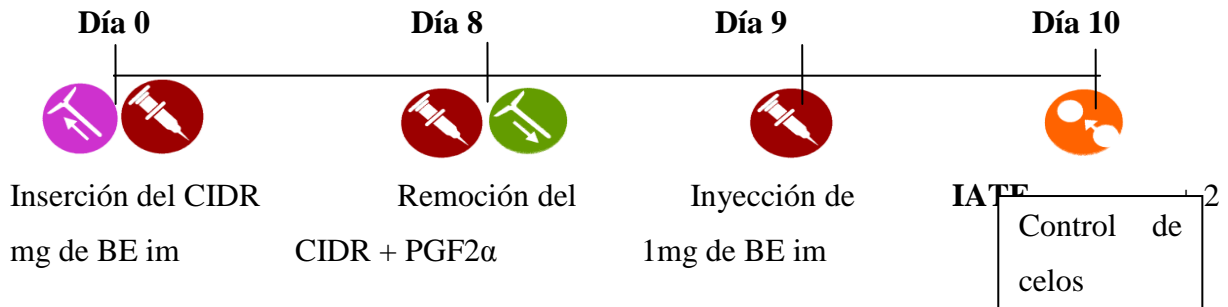 Día 0 Día 8 Día 9 Día 10
Inserción del CIDR Remoción del Inyección de IATF + 2
mg de BE im CIDR + PGF2α 1mg de BE im
Control de
celos